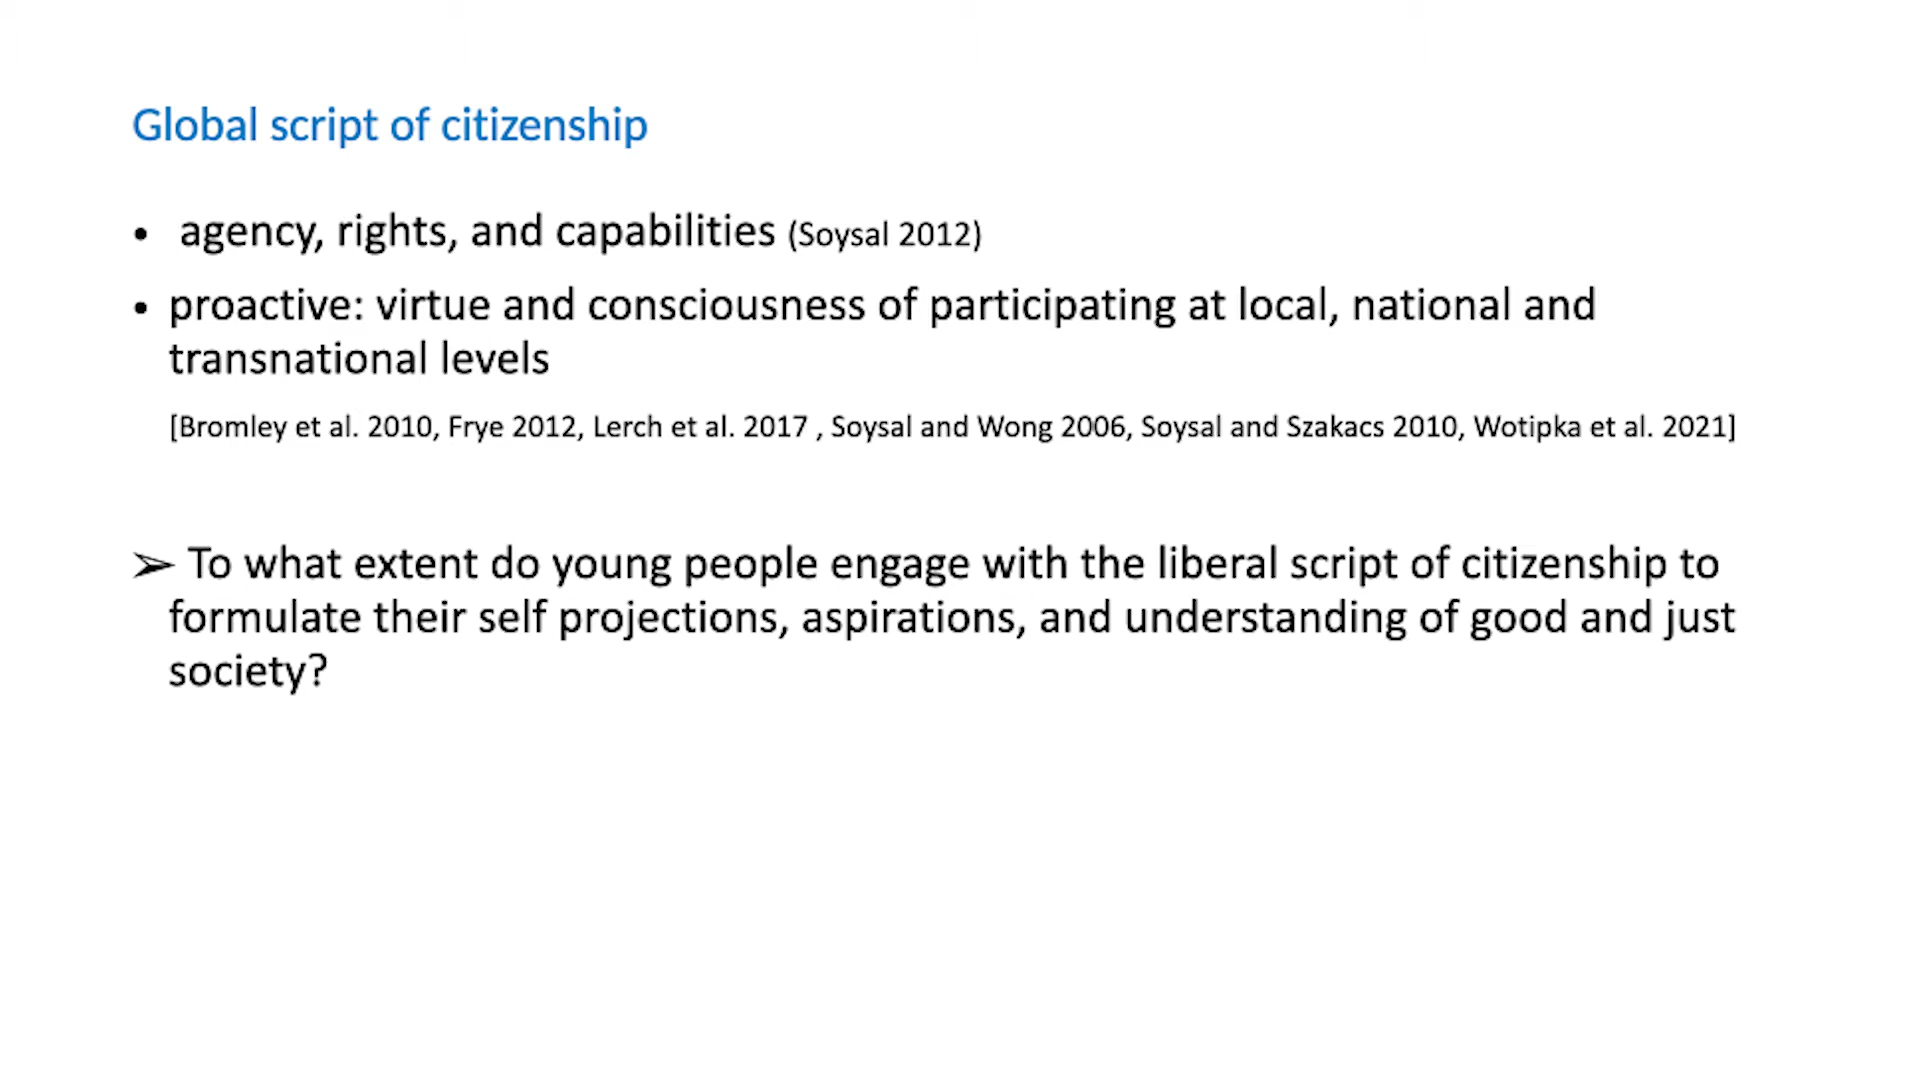 Global script of citizenship
• agency, rights, and capabilities (Soysal 2012)
• proactive: virtue and consciousness of participating at local, national and
transnational levels
[Bromley et al. 2010, Frye 2012, Lerch et al. 2017 , Soysal and Wong 2006, Soysal and Szakacs 2010, Wotipka et al. 2021]
➢ To what extent do young people engage with the liberal script of citizenship to
formulate their self projections, aspirations, and understanding of good and just
society?